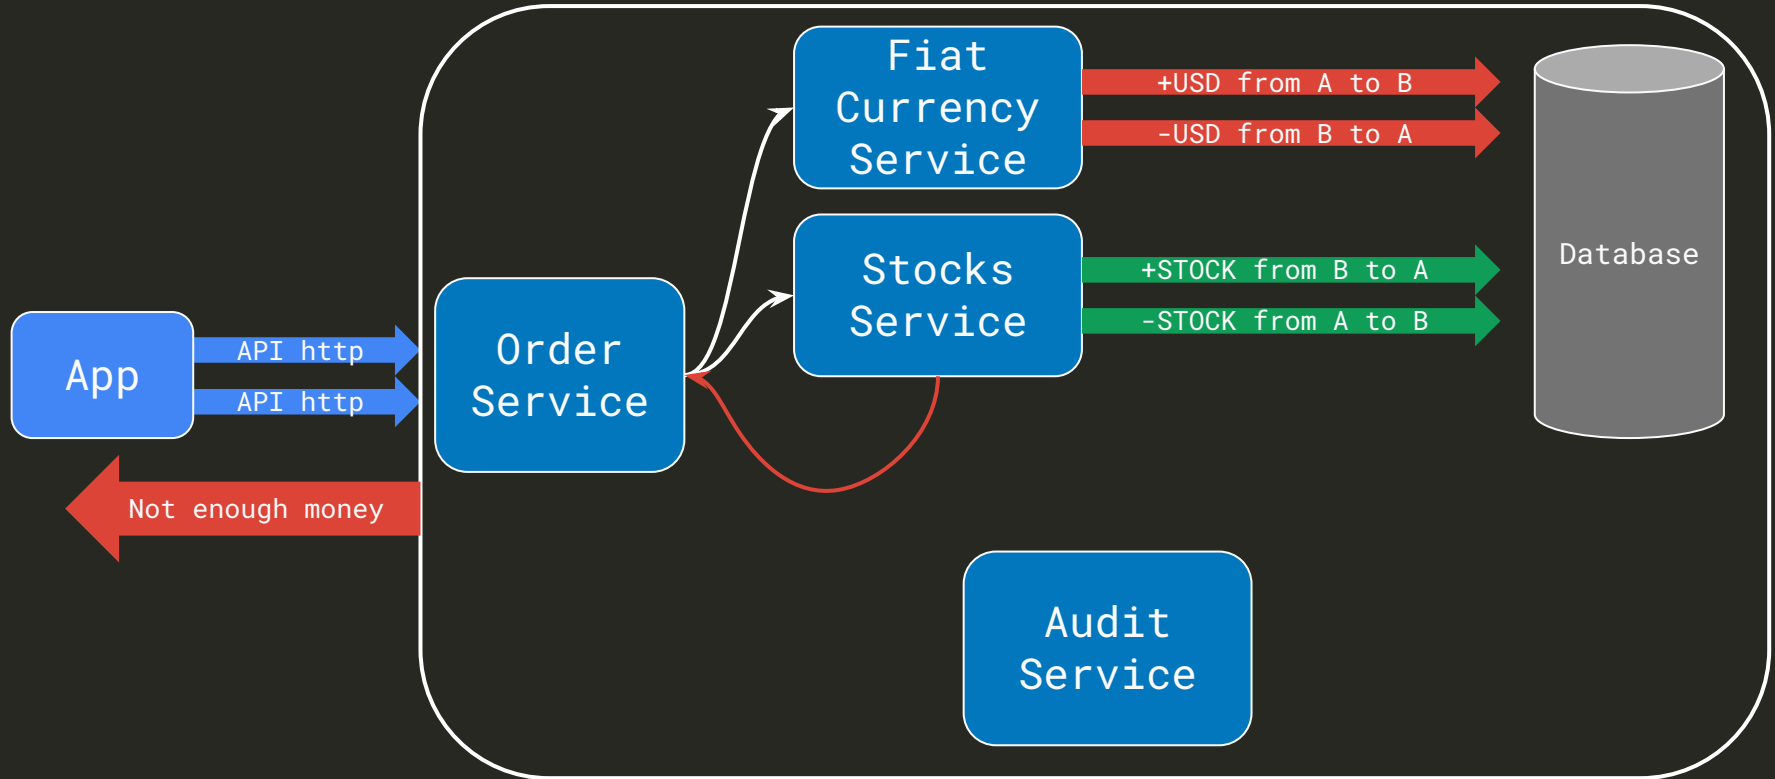 App
API http
API http
Not enough money
Order
Service
Fiat
Currency
Service
Stocks
Service
+USD from A to B
-USD from B to A
+STOCK from B to A
-STOCK from A to B
Database
Audit
Service